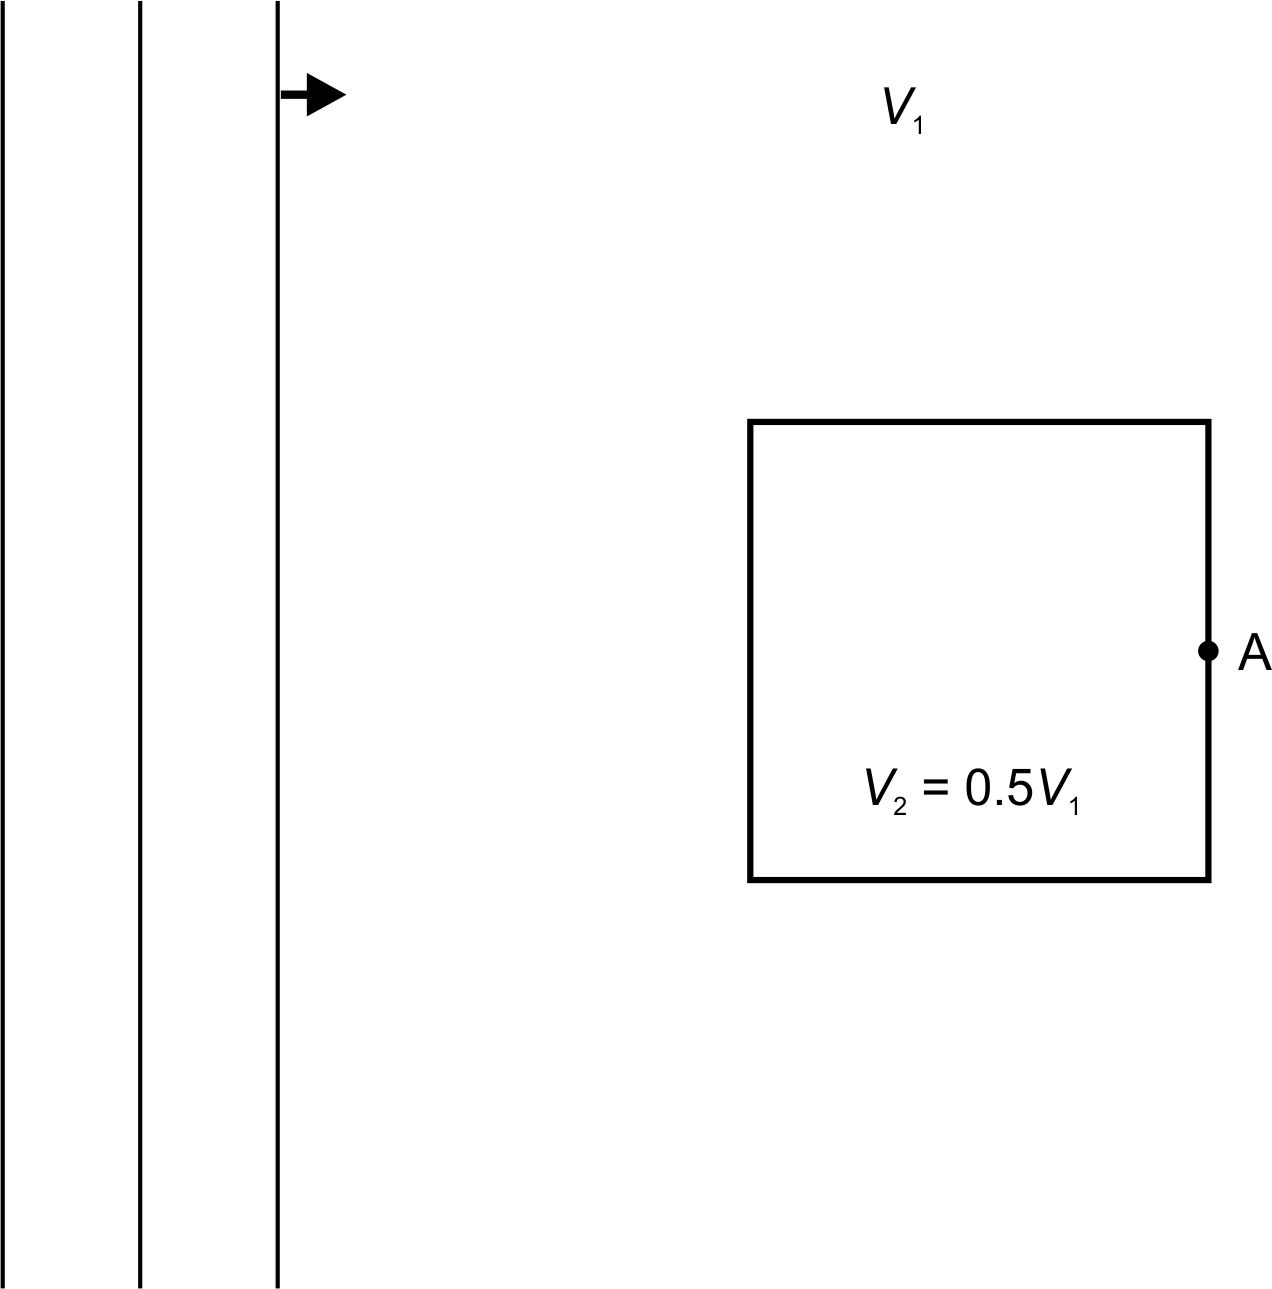 V₁
A
V₂ = 0.5V₁